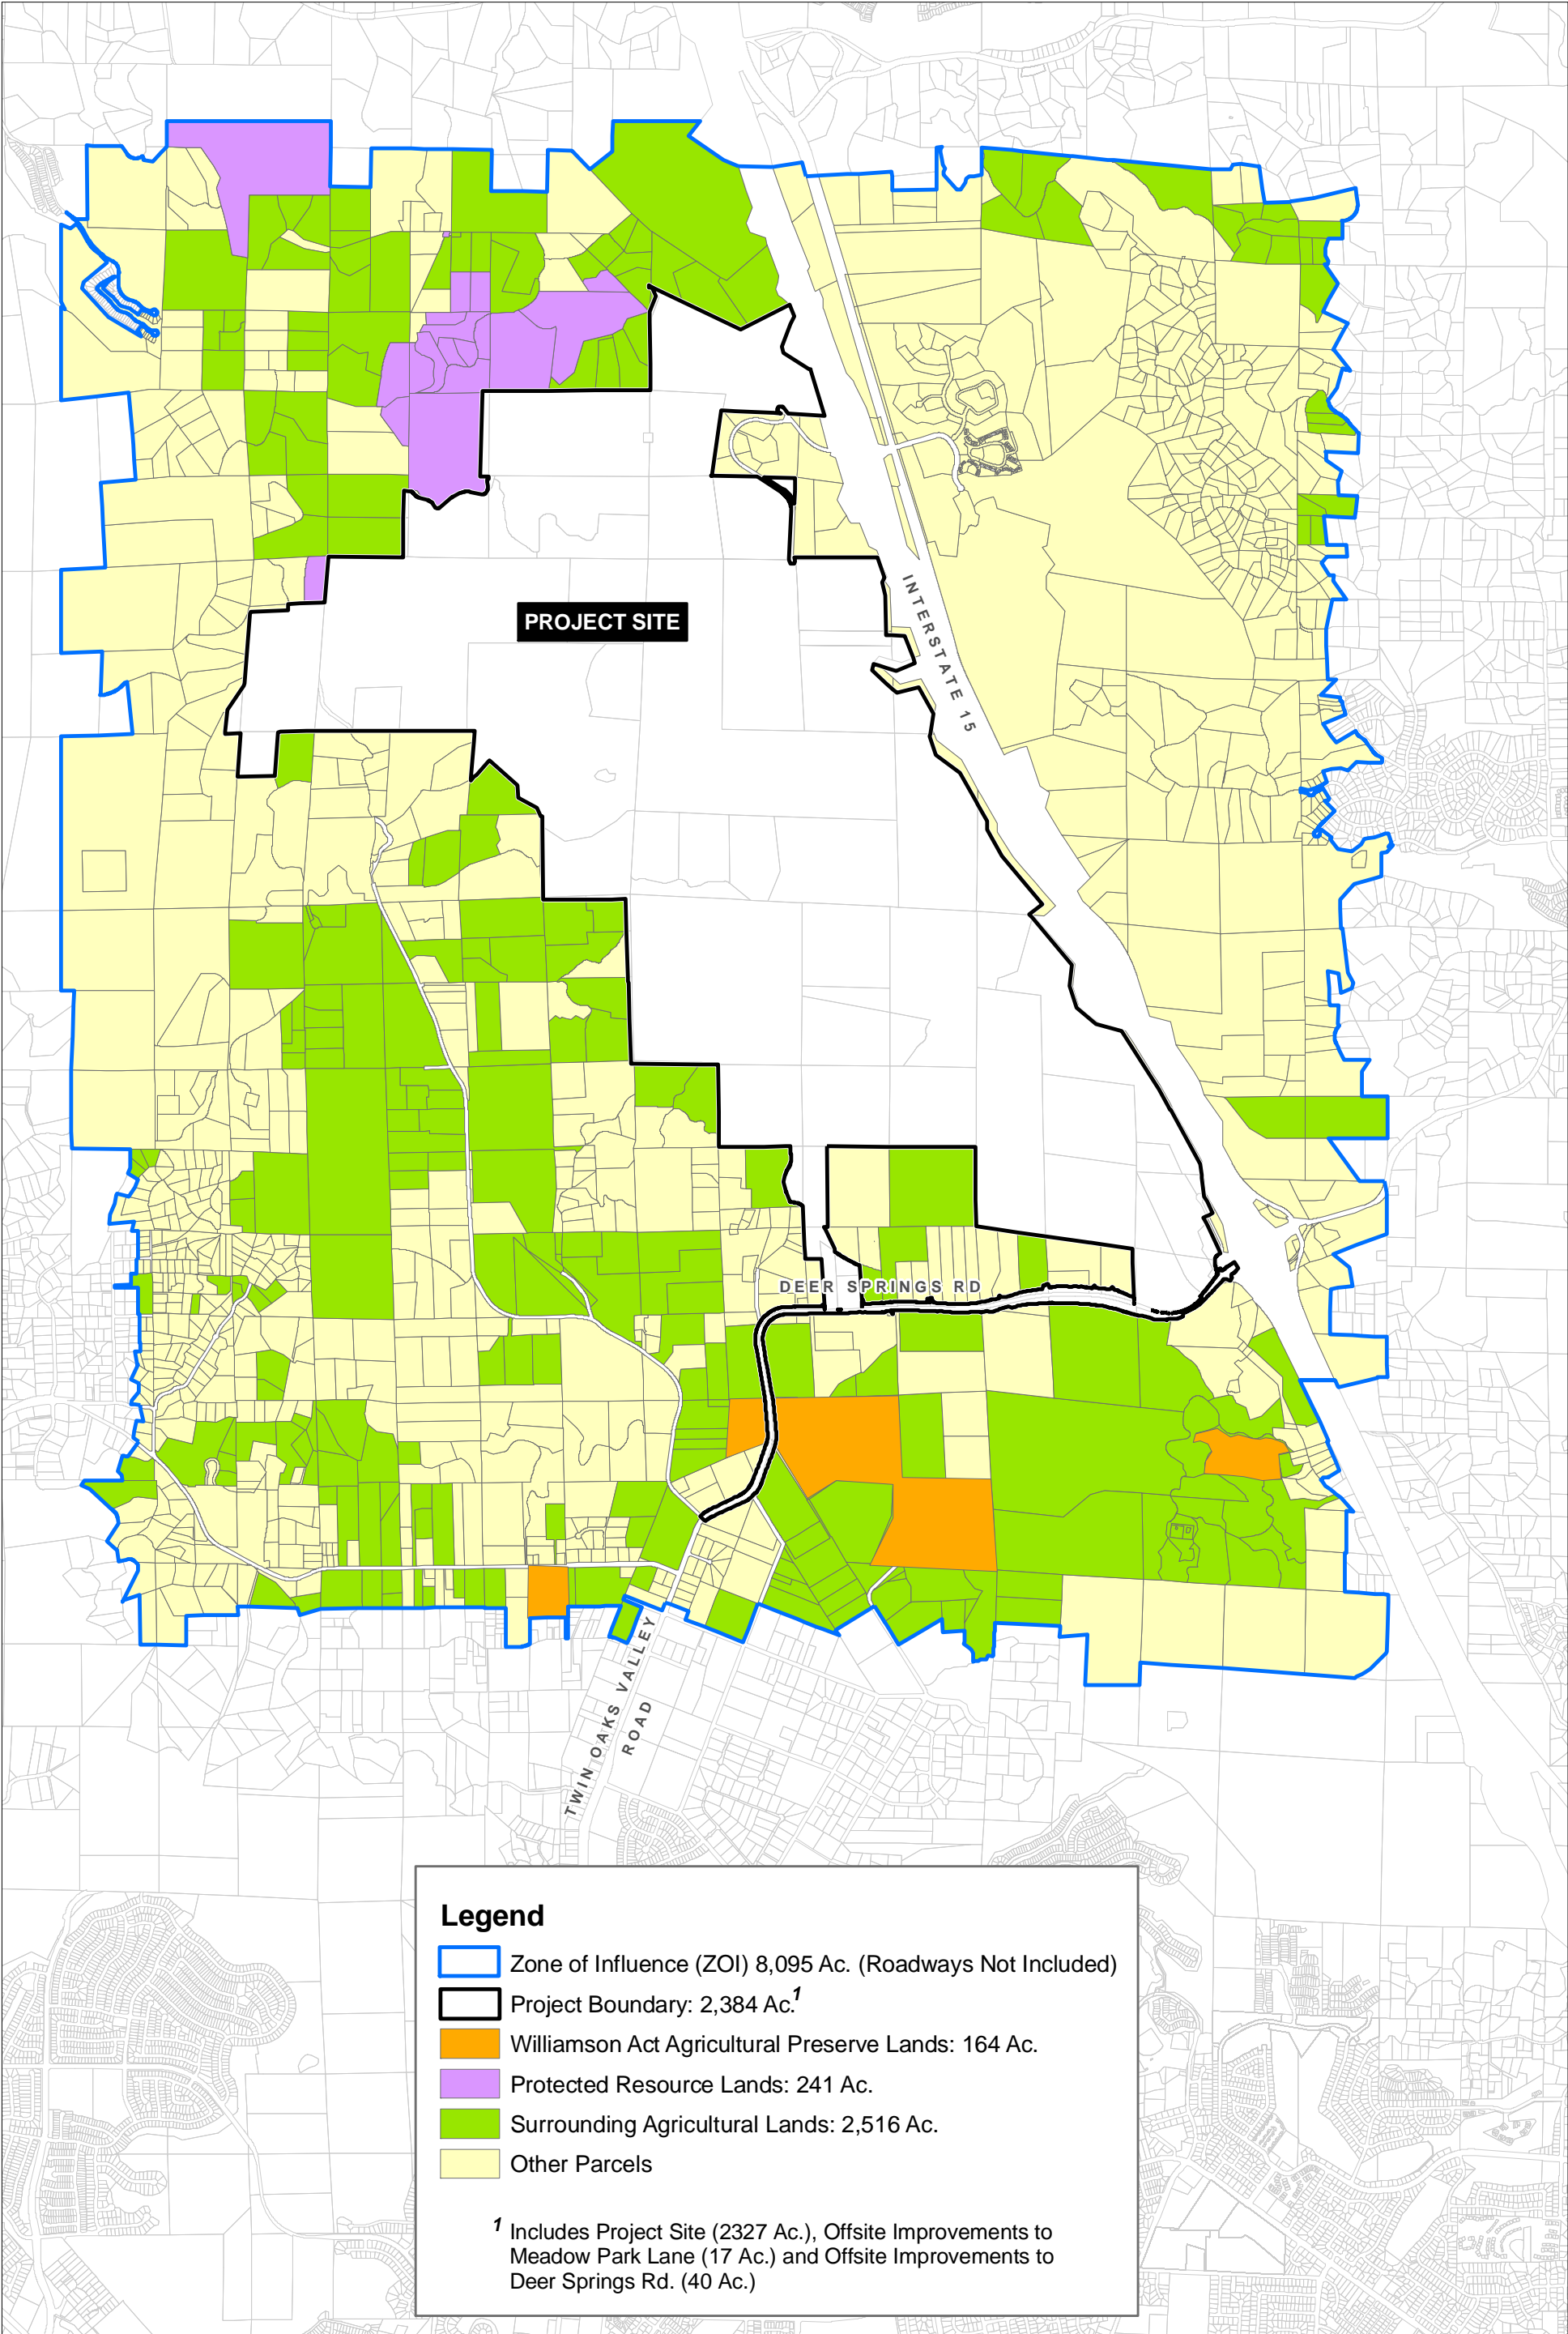 PROJECT SITE
INTERSTATE 15
DEER SPRINGS RD
TWIN OAKS VALLEY
ROAD
Legend
Zone of Influence (ZOI) 8,095 Ac. (Roadways Not Included)
Project Boundary: 2,384 Ac.1
Williamson Act Agricultural Preserve Lands: 164 Ac.
Protected Resource Lands: 241 Ac.
Surrounding Agricultural Lands: 2,516 Ac.
Other Parcels
1 Includes Project Site (2327 Ac.), Offsite Improvements to
Meadow Park Lane (17 Ac.) and Offsite Improvements to
Deer Springs Rd. (40 Ac.)